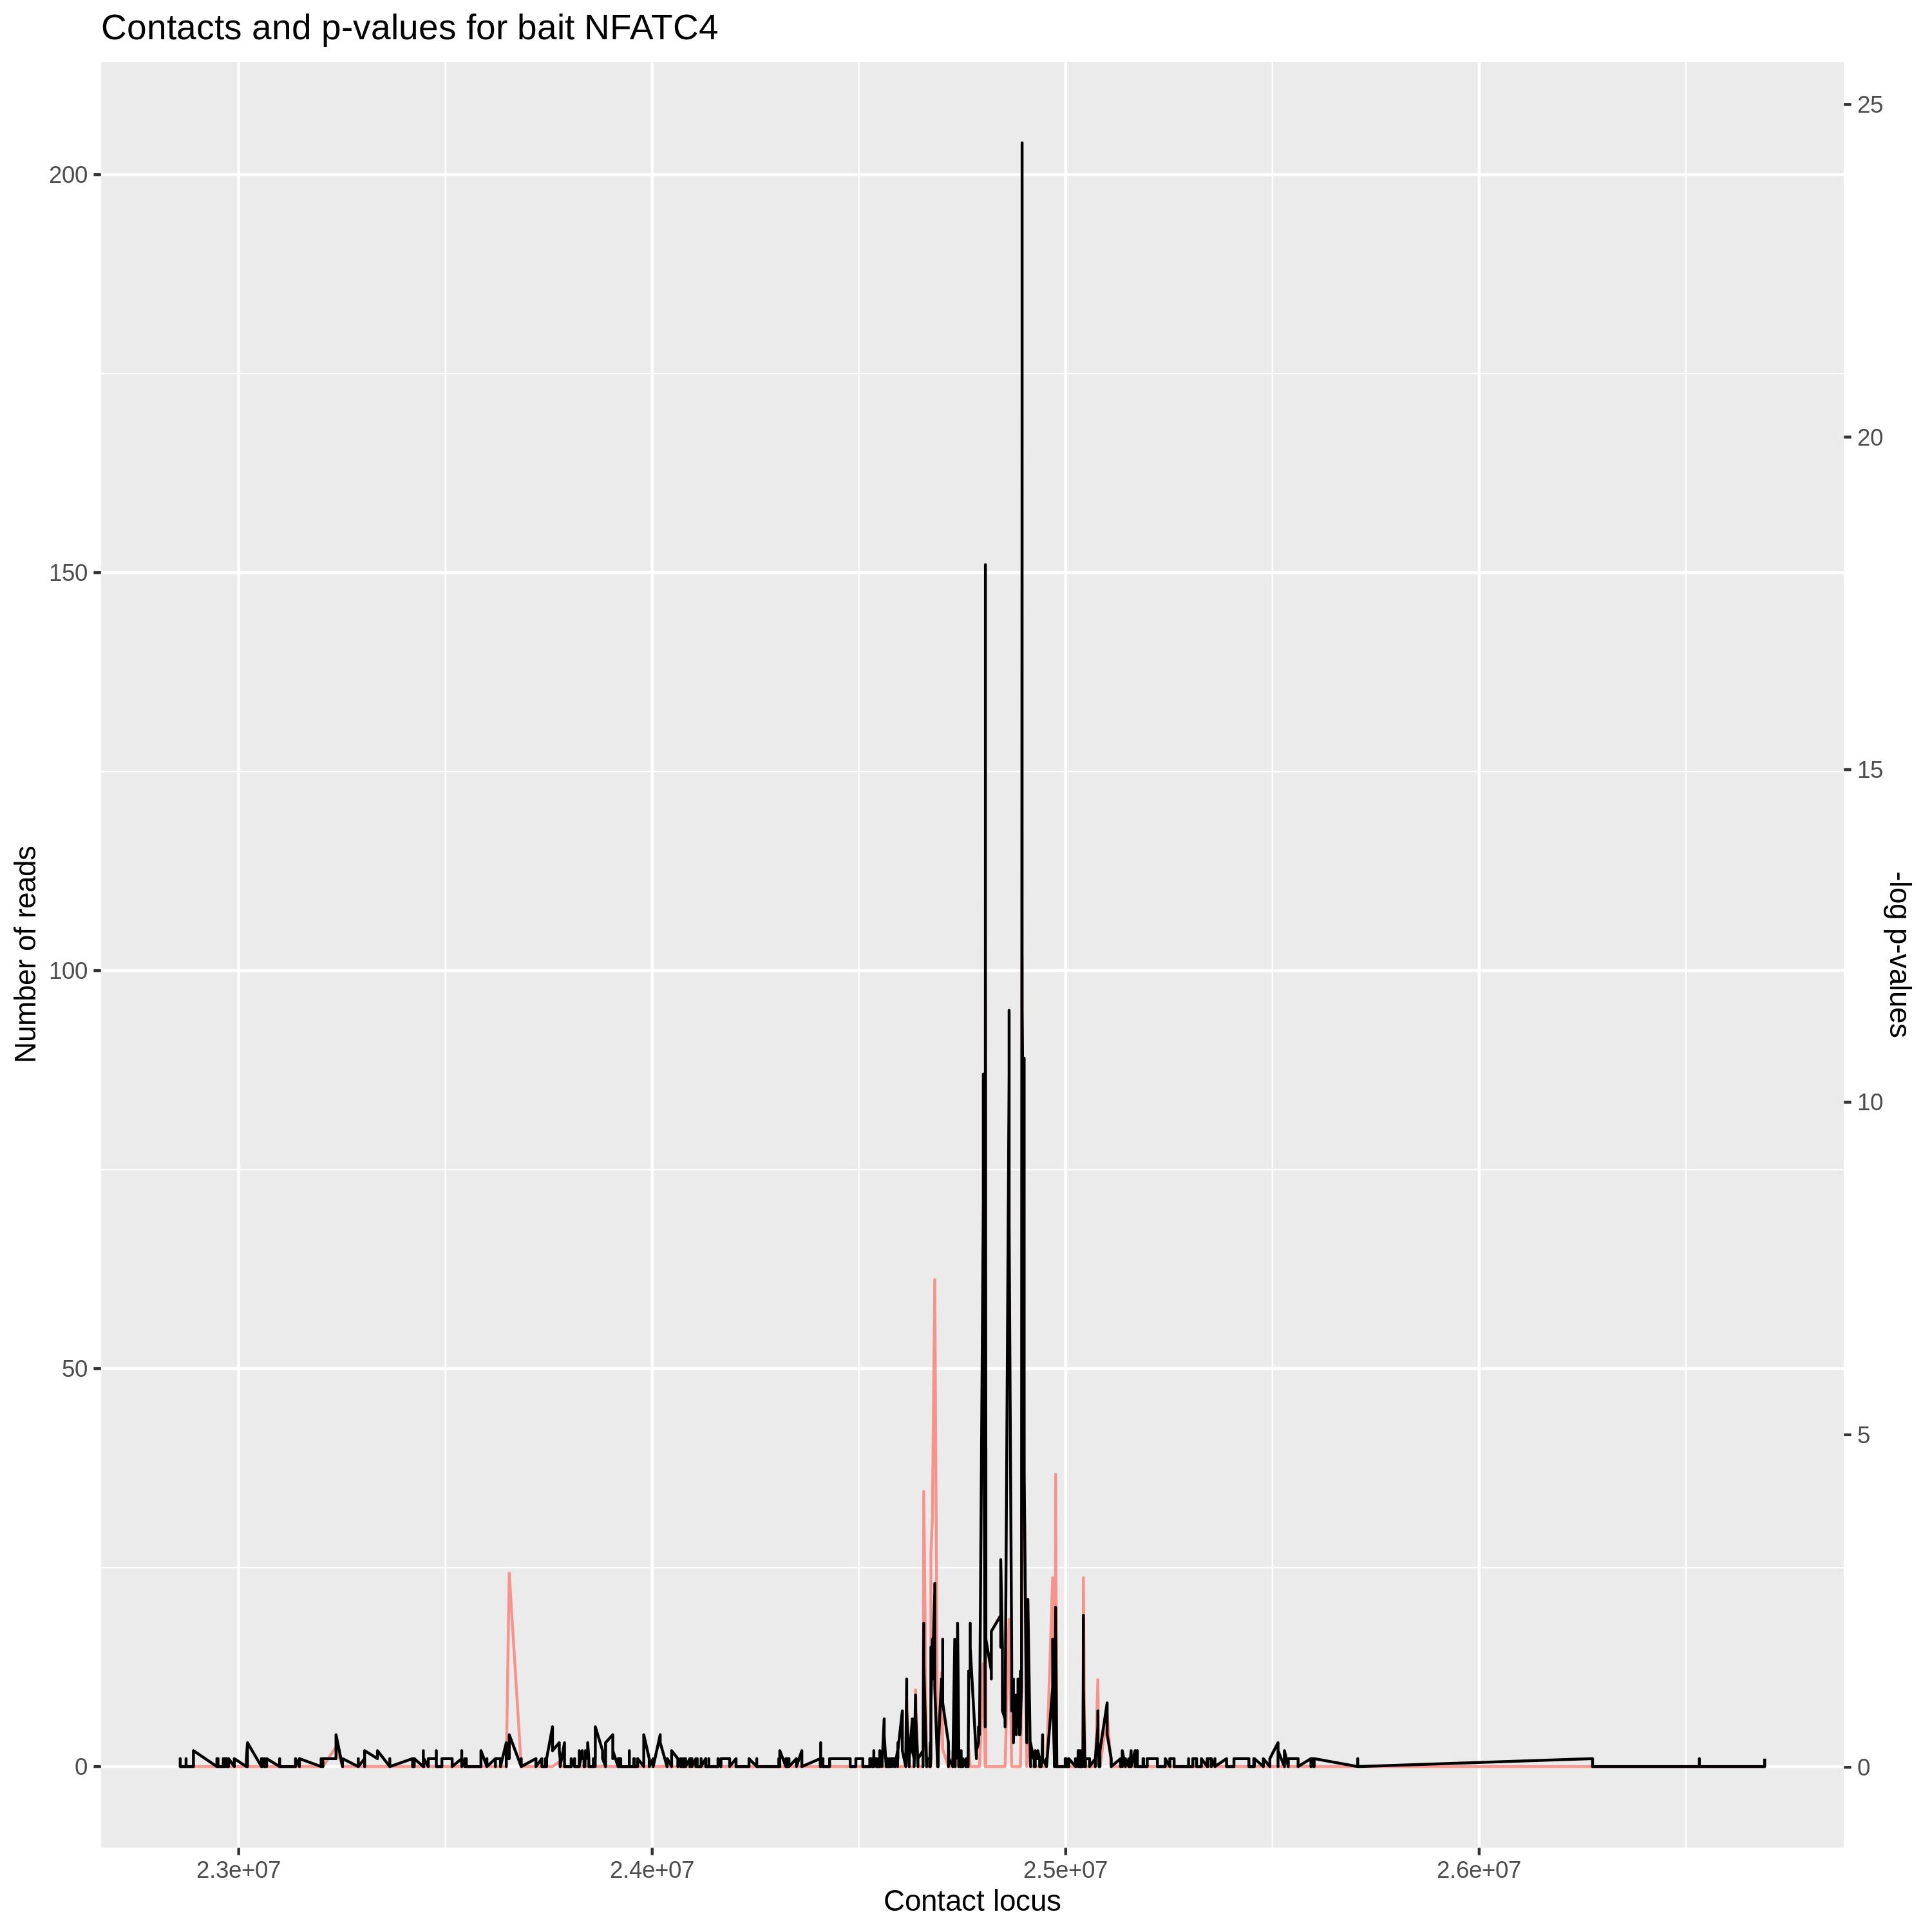 Contacts and p-values for bait NFATC4
200
150
100
50
0
Number of reads
25
20
15
10
5
0
-log p-values
2.3e+07
2.4e+07
2.5e+07
2.6e+07
Contact locus